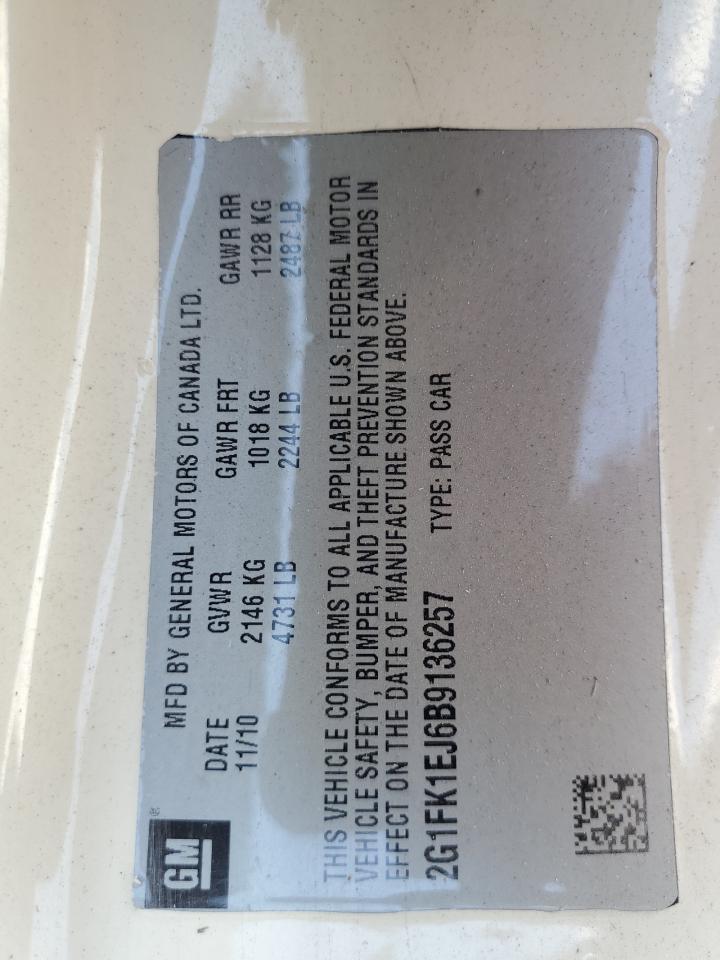 GM®
MFD BY GENERAL MOTORS OF CANADA LTD.
DATE GVWR GAWR FRT GAWR RR
11/10 2146 KG 1018 KG 1128 KG
4731 LB 2244 LB 2487 LB
THIS VEHICLE CONFORMS TO ALL APPLICABLE U.S. FEDERAL MOTOR
VEHICLE SAFETY, BUMPER, AND THEFT PREVENTION STANDARDS IN
EFFECT ON THE DATE OF MANUFACTURE SHOWN ABOVE.
2G1FK1EJ6B9136257 TYPE: PASS CAR